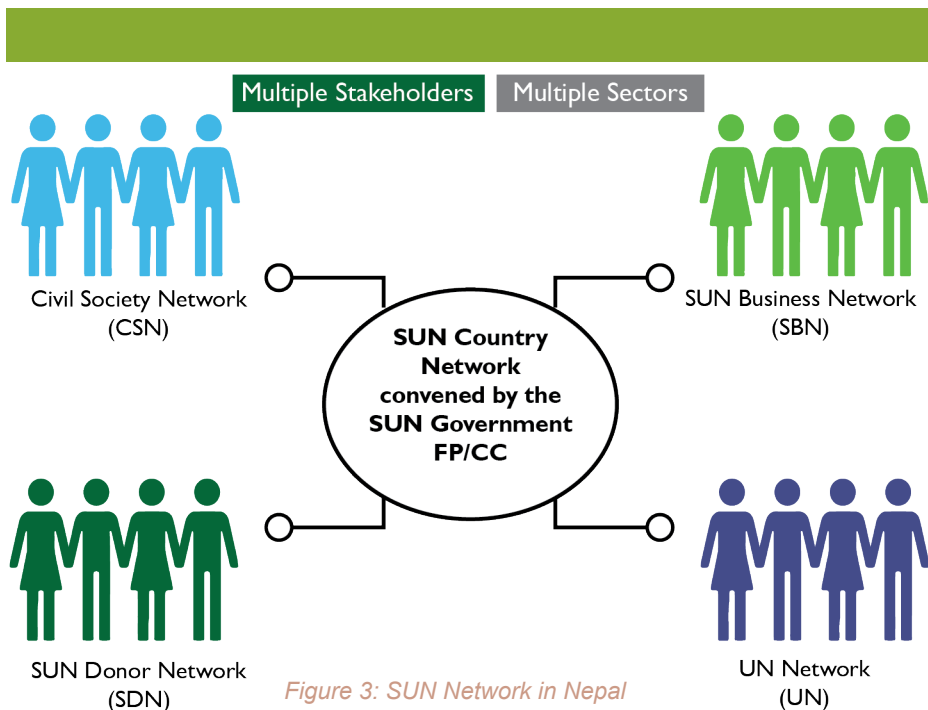 Multiple Stakeholders
Multiple Sectors
Civil Society Network
(CSN)
SUN Business Network
(SBN)
SUN Country
Network
convened by the
SUN Government
FP/CC
SUN Donor Network
(SDN)
UN Network
(UN)
Figure 3: SUN Network in Nepal